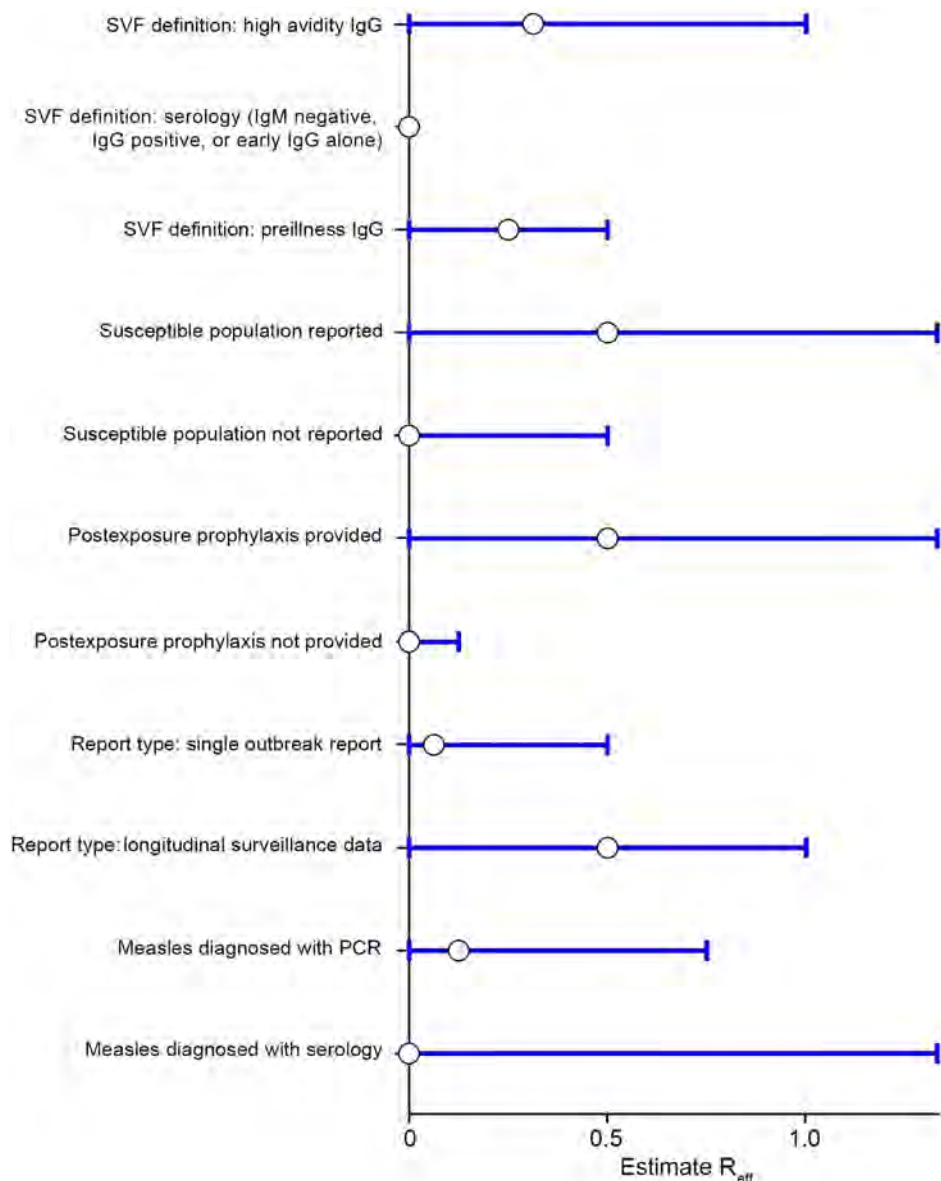 SVF definition: high avidity IgG
SVF definition: serology (IgM negative,
IgG positive, or early IgG alone)
SVF definition: preillness IgG
Susceptible population reported
Susceptible population not reported
Postexposure prophylaxis provided
Postexposure prophylaxis not provided
Report type: single outbreak report
Report type: longitudinal surveillance data
Measles diagnosed with PCR
Measles diagnosed with serology
0 0.5 1.0
Estimate Reff